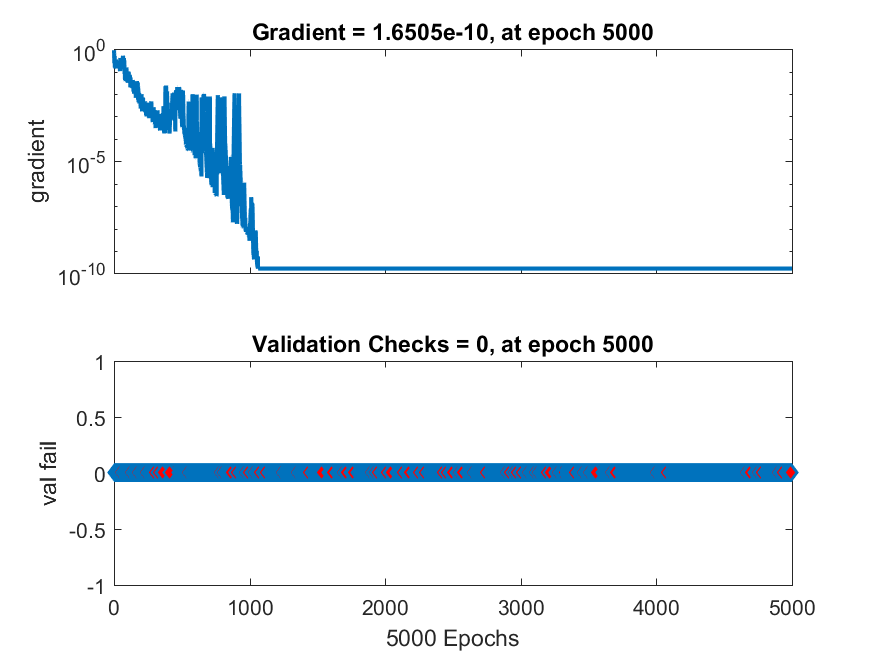 Gradient = 1.6505e-10, at epoch 5000
10^0
10^-5
10^-10
gradient
Validation Checks = 0, at epoch 5000
1
0.5
0
-0.5
-1
val fail
0 1000 2000 3000 4000 5000
5000 Epochs